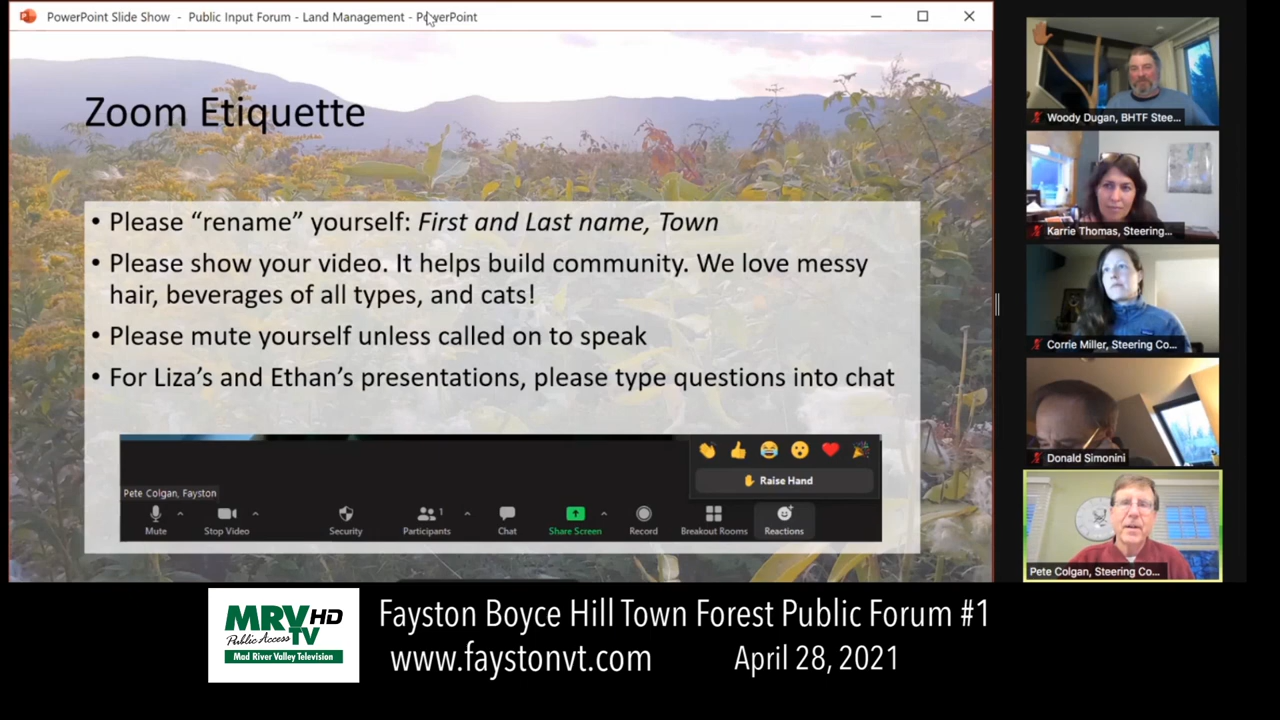 PowerPoint Slide Show - Public Input Forum - Land Management - PowerPoint
Zoom Etiquette
• Please “rename” yourself: First and Last name, Town
• Please show your video. It helps build community. We love messy
hair, beverages of all types, and cats!
• Please mute yourself unless called on to speak
• For Liza’s and Ethan’s presentations, please type questions into chat
Raise Hand
Pete Colgan, Fayston
1
Mute Stop Video Security Participants Chat Share Screen Record Breakout Rooms Reactions
Woody Dugan, BHTF Stee...
Karrie Thomas, Steering...
Corrie Miller, Steering Co...
Donald Simonini
Pete Colgan, Steering Co...
MRV HD
Public Access TV
Mad River Valley Television
Fayston Boyce Hill Town Forest Public Forum #1
www.faystonvt.com April 28, 2021